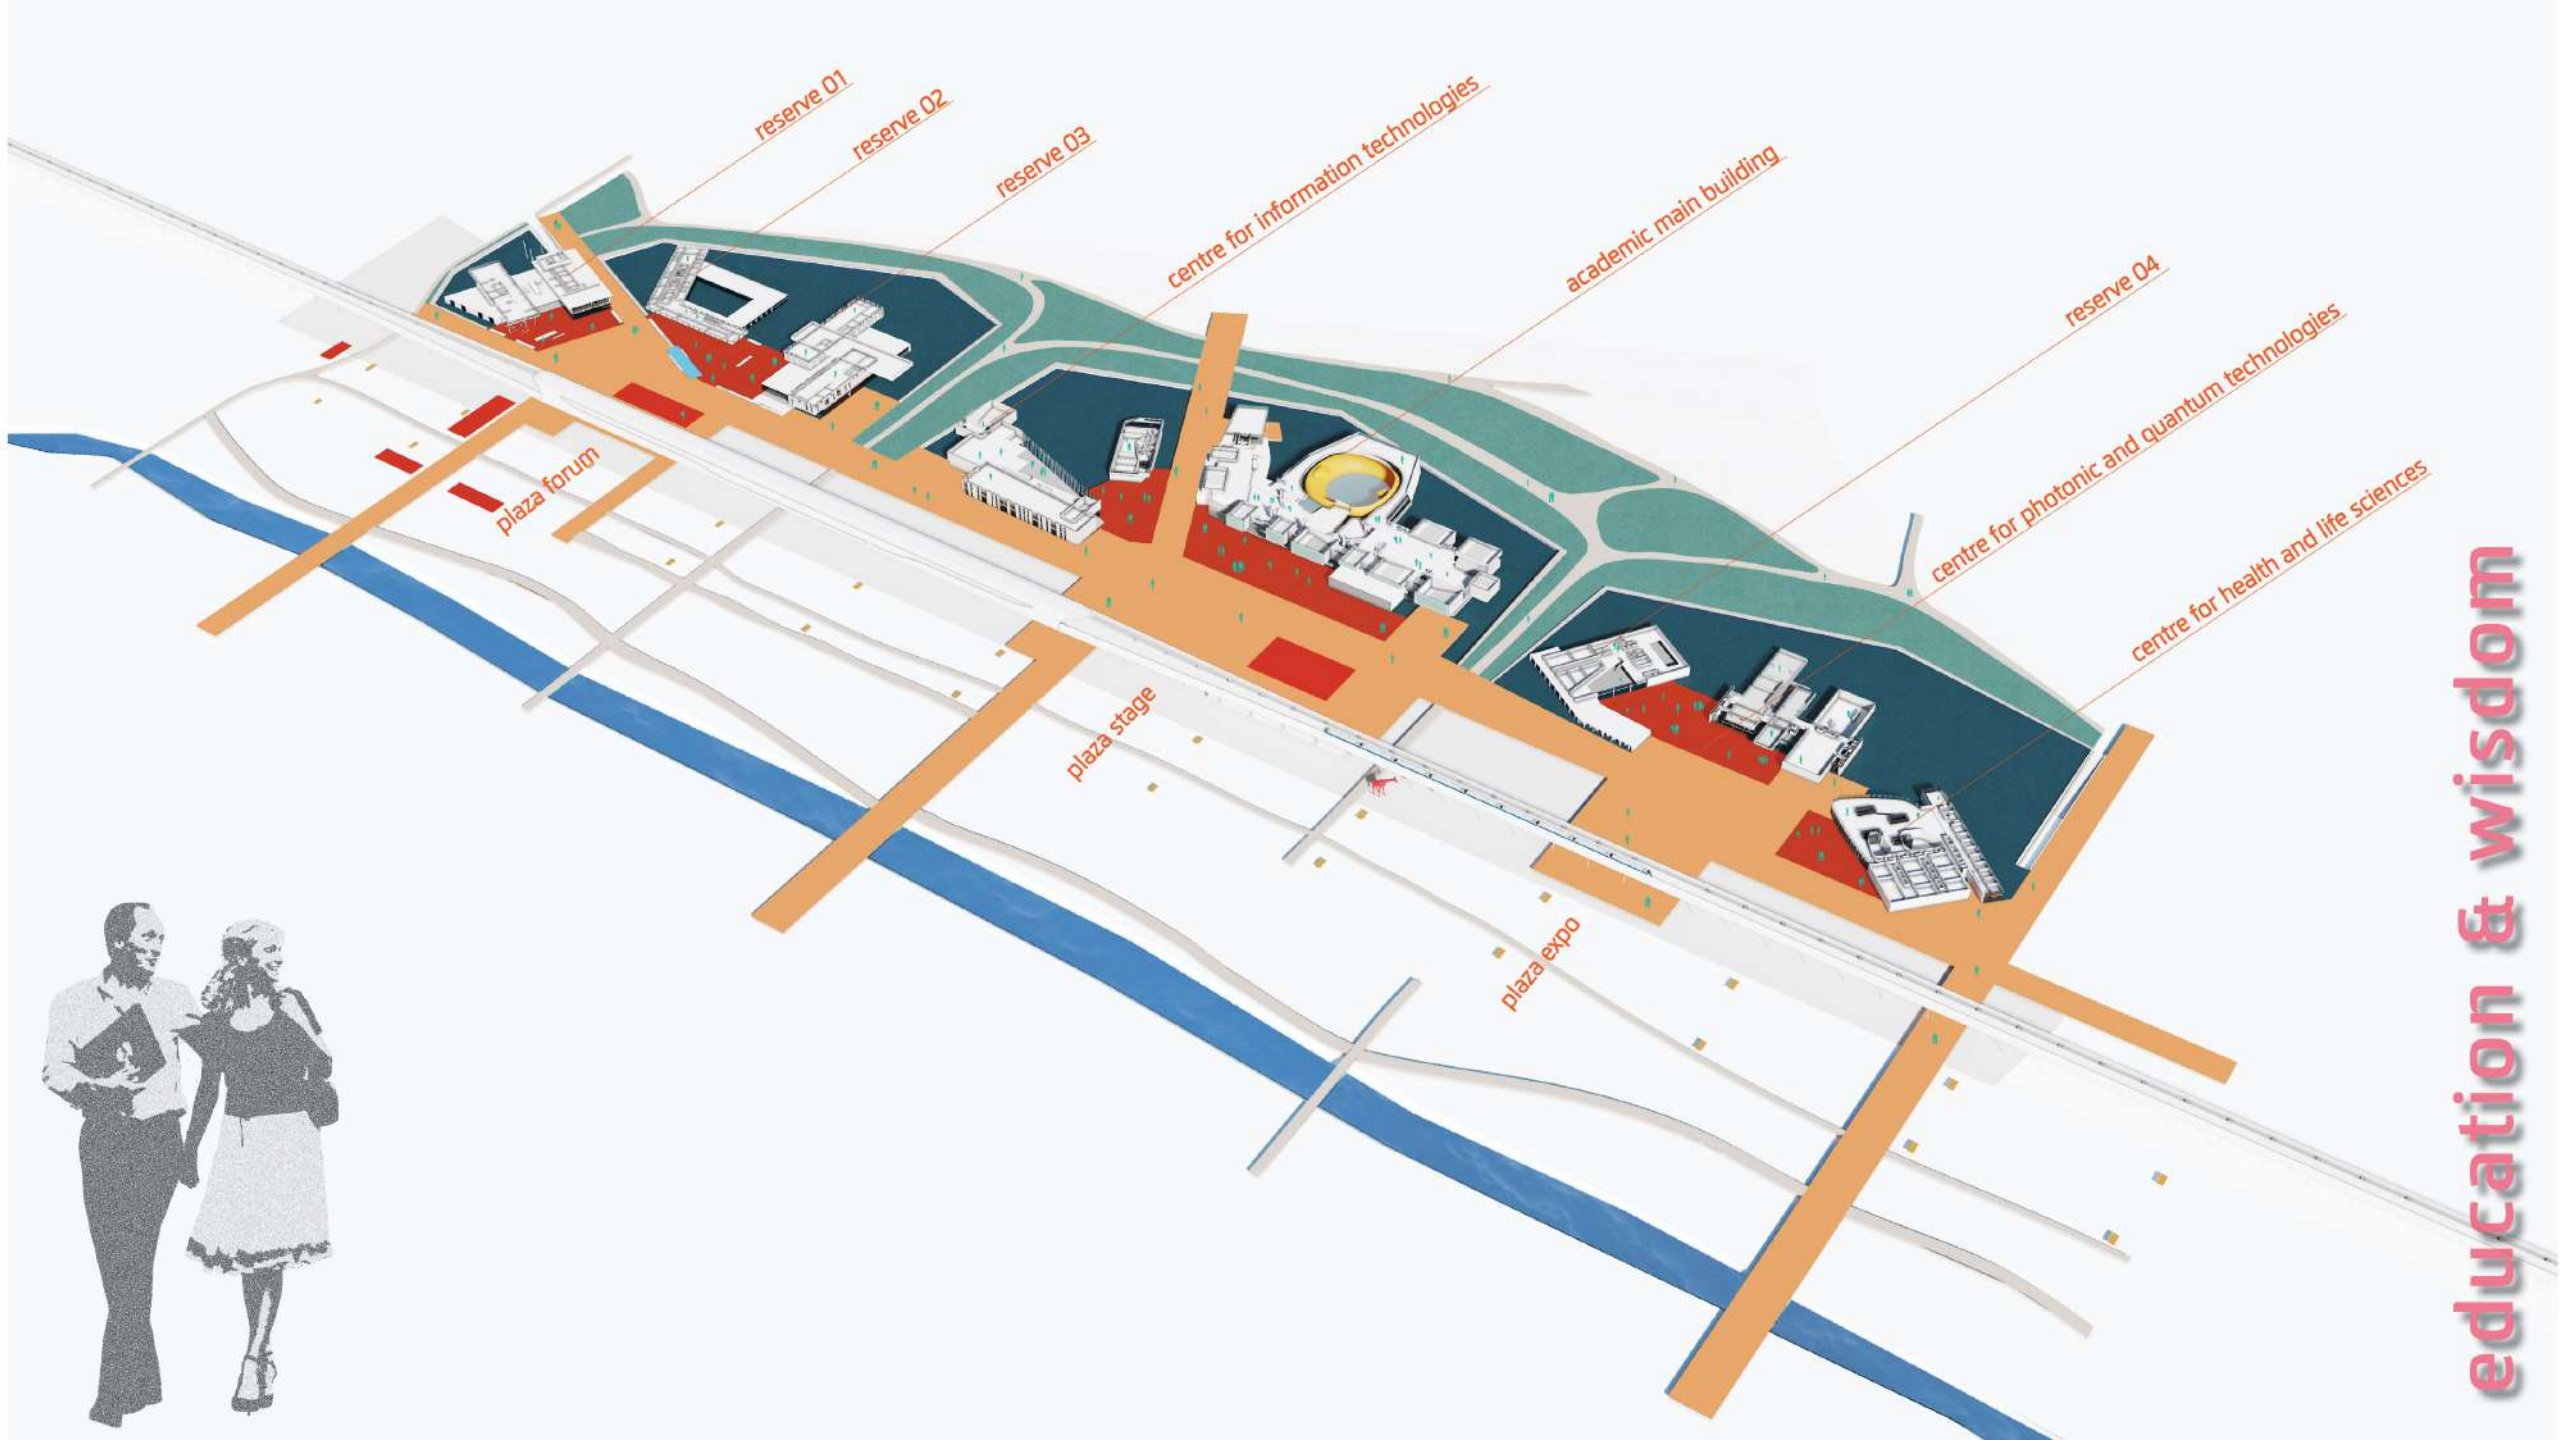 reserve 01
reserve 02
reserve 03
centre for information technologies
academic main building
reserve 04
centre for photonic and quantum technologies
centre for health and life sciences
plaza forum
plaza stage
plaza expo
education & wisdom